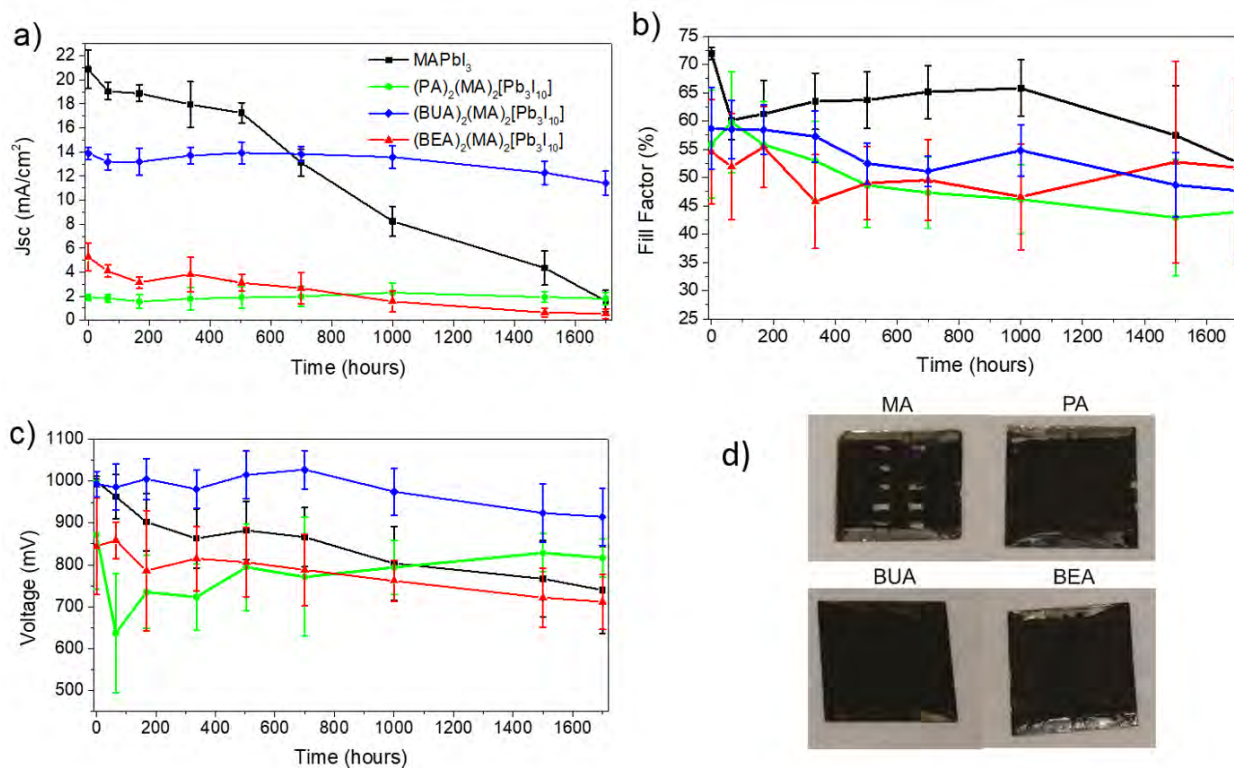 a)
22
20
18
16
14
12
10
8
6
4
2
0
Jsc (mA/cm²)
MAPbI₃
(PA)₂(MA)₂[Pb₃I₁₀]
(BUA)₂(MA)₂[Pb₃I₁₀]
(BEA)₂(MA)₂[Pb₃I₁₀]
0 200 400 600 800 1000 1200 1400 1600
Time (hours)
b)
75
70
65
60
55
50
45
40
35
30
25
Fill Factor (%)
0 200 400 600 800 1000 1200 1400 1600
Time (hours)
c)
1100
1000
900
800
700
600
500
Voltage (mV)
0 200 400 600 800 1000 1200 1400 1600
Time (hours)
d)
MA PA
BUA BEA